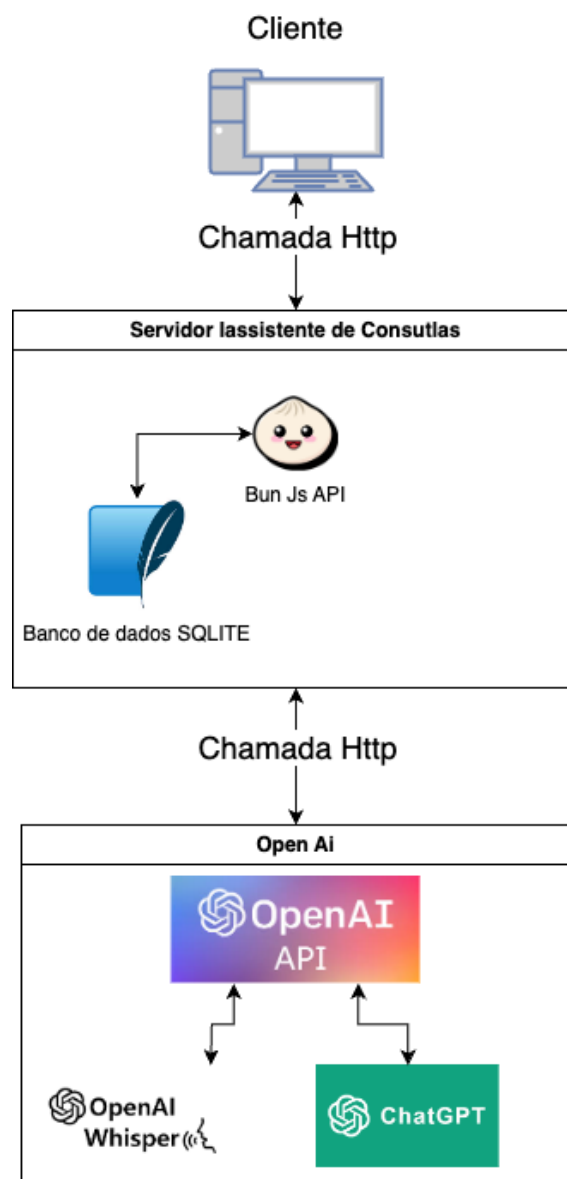 Cliente
Chamada Http
Servidor Iassistente de Consutlas
Bun Js API
Banco de dados SQLITE
Chamada Http
Open Ai
OpenAI
API
OpenAI
Whisper
ChatGPT